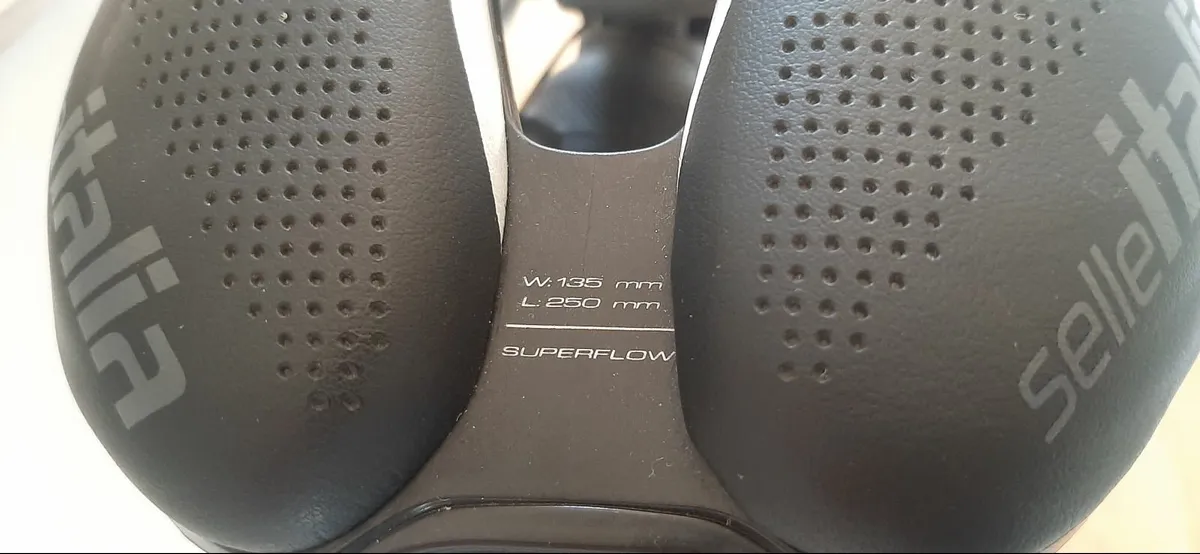 italia
selleitalia
W: 135 mm
L: 250 mm
SUPERFLOW